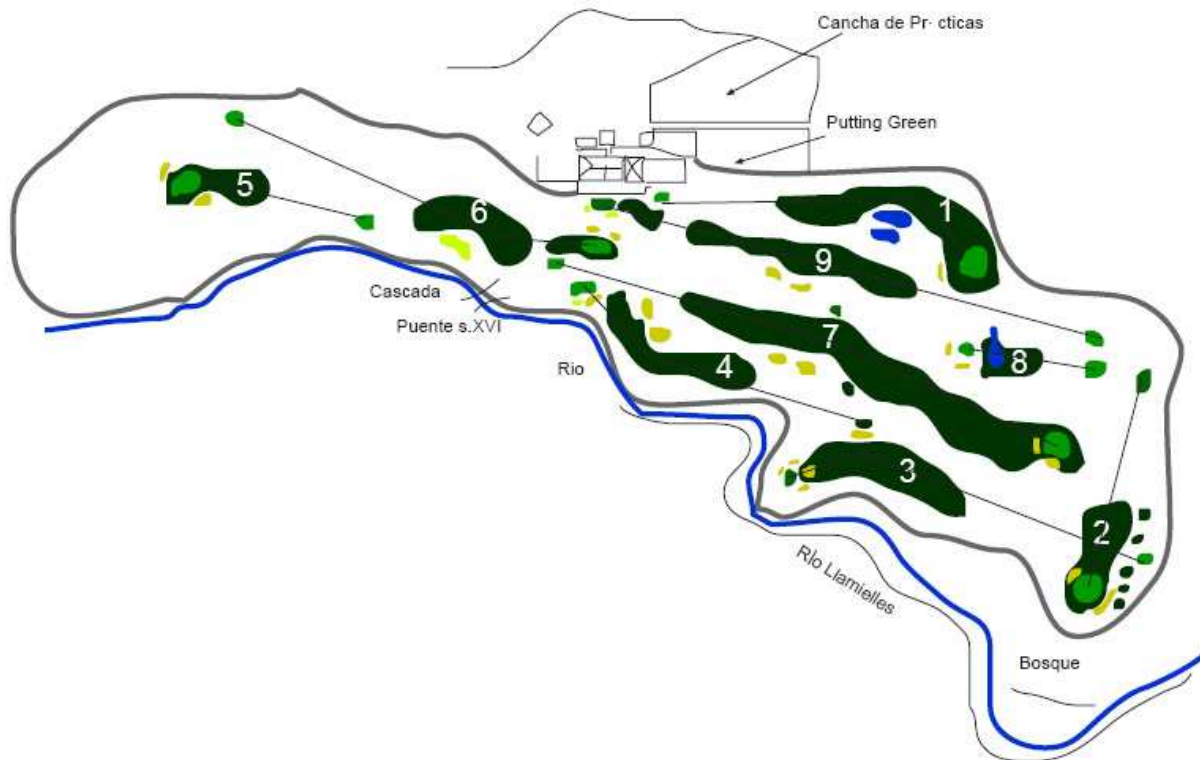 Cancha de Pr· cticas
Putting Green
5
6
1
9
Cascada
Puente s.XVI
7
8
Rio
4
3
2
RÍo Llamielles
Bosque